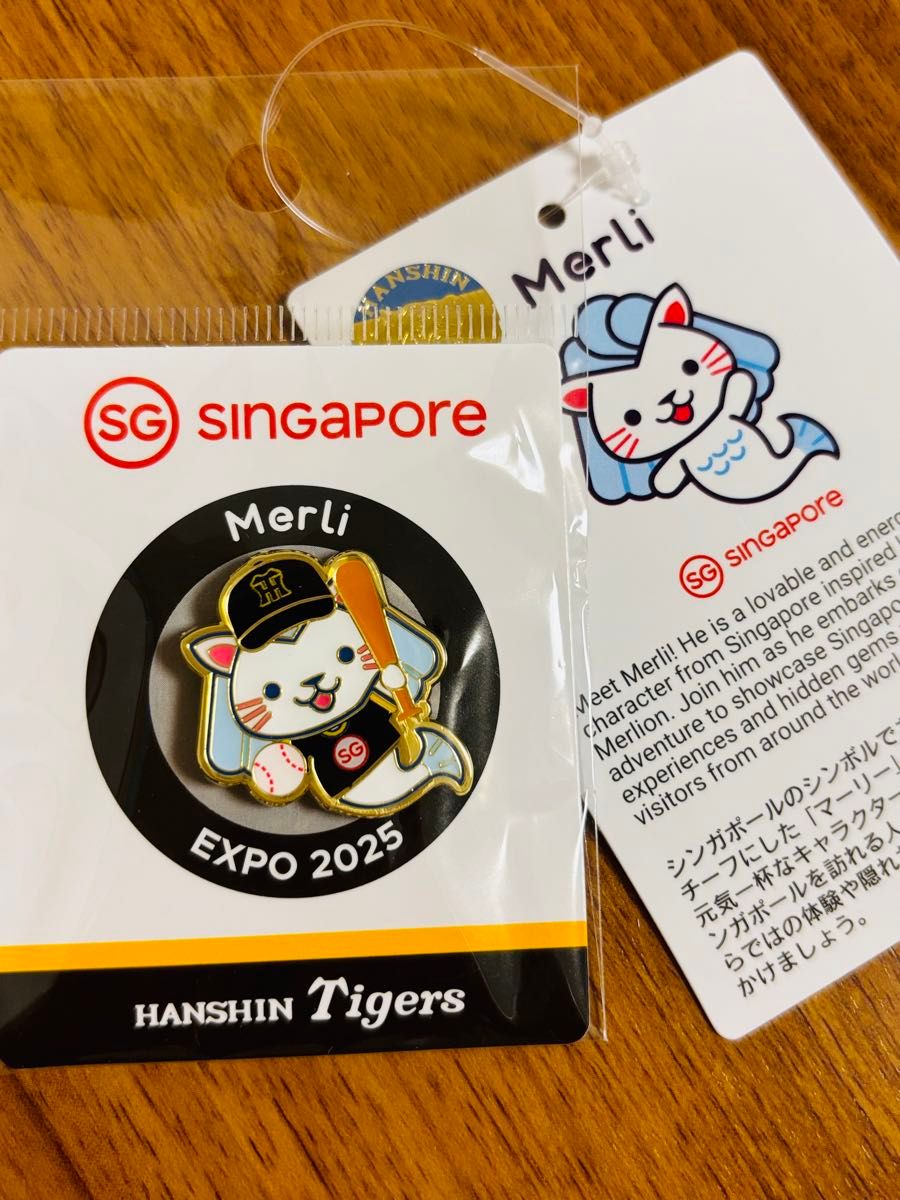 HANSHIN
Merli
SG SINGAPORE
Merli
H
SG
EXPO 2025
HANSHIN Tigers
SG SINGAPORE
Meet Merli! He is a lovable and
character from Singapore inspired
Merlion. Join him as he embarks
adventure to showcase
experiences and hidden gems
visitors from around the
シンガポールのシンボルで
チーフにした「マーリー」
元気一杯なキャラクター
ンガポールを訪れる人
らではの体験や隠れ
かけましょう。